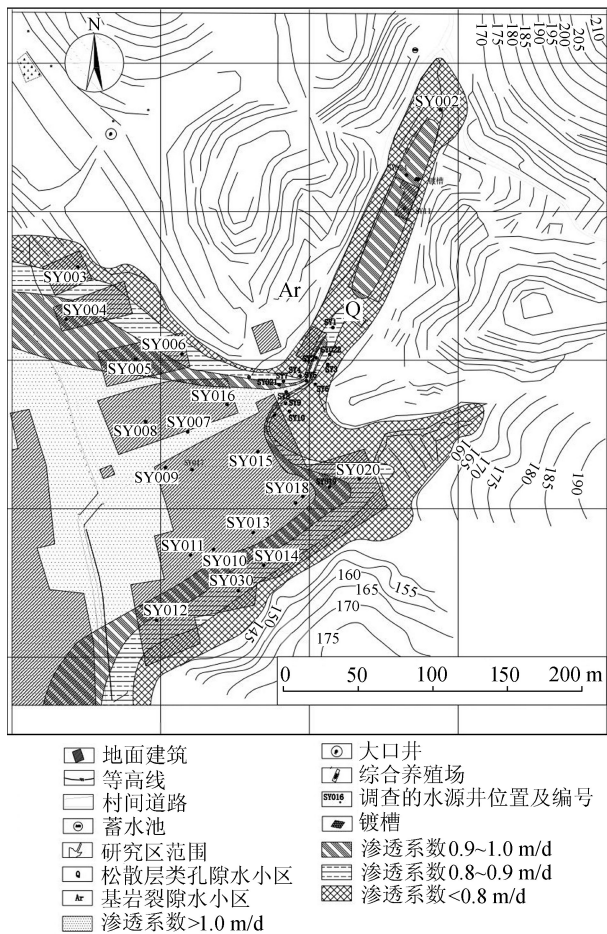 N
170
175
180
185
190
195
200
205
210
SY002
镀槽
Ar
Q
SY003
SY004
SY006
SY005
SY016
SY008
SY007
SY009
SY015
SY020
SY018
SY013
SY011
SY010
SY014
SY030
SY012
160
165
170
175
180
185
190
160
155
165
170
175
150
145
0 50 100 150 200 m
地面建筑
等高线
村间道路
蓄水池
研究区范围
Q 松散层类孔隙水小区
Ar 基岩裂隙水小区
渗透系数>1.0 m/d
大口井
综合养殖场
SY016 调查的水源井位置及编号
镀槽
渗透系数0.9~1.0 m/d
渗透系数0.8~0.9 m/d
渗透系数<0.8 m/d